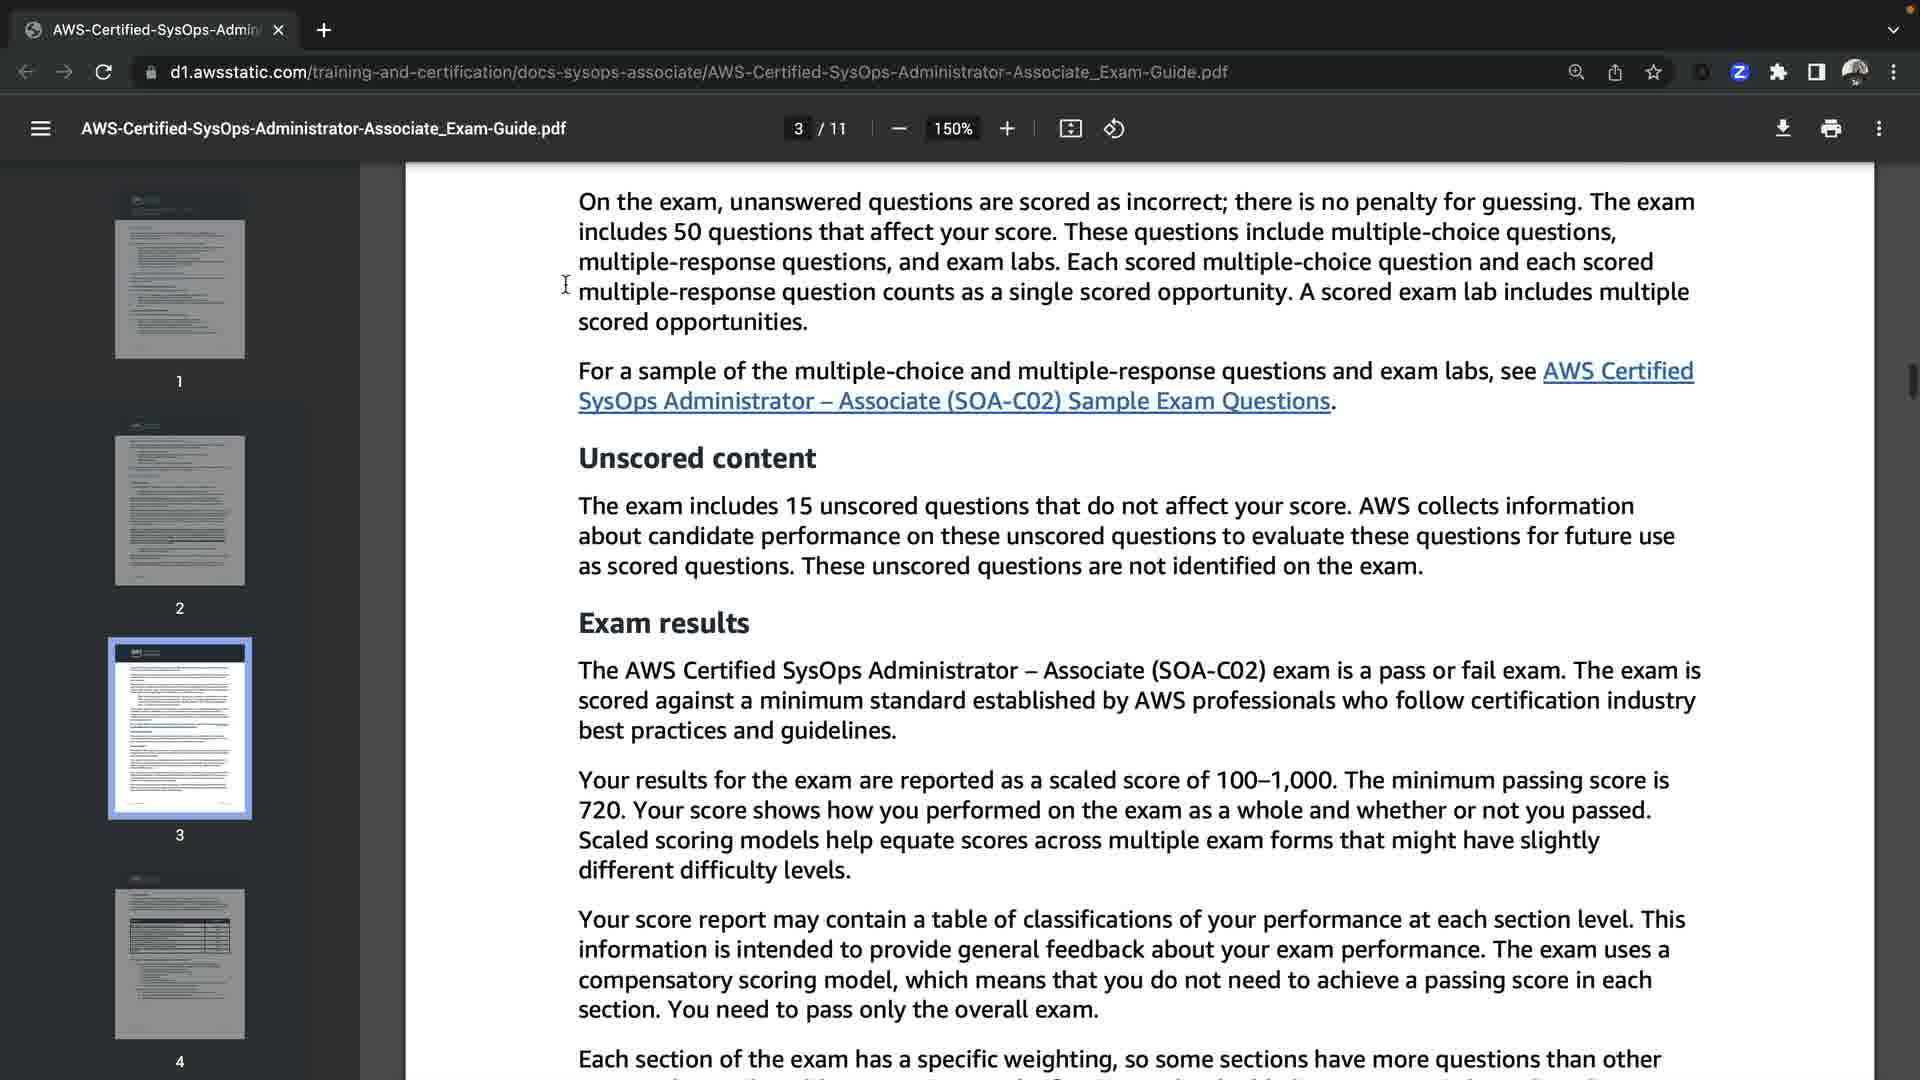 AWS-Certified-SysOps-Admin
d1.awsstatic.com/training-and-certification/docs-sysops-associate/AWS-Certified-SysOps-Administrator-Associate_Exam-Guide.pdf
Z
AWS-Certified-SysOps-Administrator-Associate_Exam-Guide.pdf
3 / 11
150%
1
2
3
4
On the exam, unanswered questions are scored as incorrect; there is no penalty for guessing. The exam
includes 50 questions that affect your score. These questions include multiple-choice questions,
multiple-response questions, and exam labs. Each scored multiple-choice question and each scored
multiple-response question counts as a single scored opportunity. A scored exam lab includes multiple
scored opportunities.
For a sample of the multiple-choice and multiple-response questions and exam labs, see AWS Certified
SysOps Administrator – Associate (SOA-C02) Sample Exam Questions.
Unscored content
The exam includes 15 unscored questions that do not affect your score. AWS collects information
about candidate performance on these unscored questions to evaluate these questions for future use
as scored questions. These unscored questions are not identified on the exam.
Exam results
The AWS Certified SysOps Administrator – Associate (SOA-C02) exam is a pass or fail exam. The exam is
scored against a minimum standard established by AWS professionals who follow certification industry
best practices and guidelines.
Your results for the exam are reported as a scaled score of 100–1,000. The minimum passing score is
720. Your score shows how you performed on the exam as a whole and whether or not you passed.
Scaled scoring models help equate scores across multiple exam forms that might have slightly
different difficulty levels.
Your score report may contain a table of classifications of your performance at each section level. This
information is intended to provide general feedback about your exam performance. The exam uses a
compensatory scoring model, which means that you do not need to achieve a passing score in each
section. You need to pass only the overall exam.
Each section of the exam has a specific weighting, so some sections have more questions than other